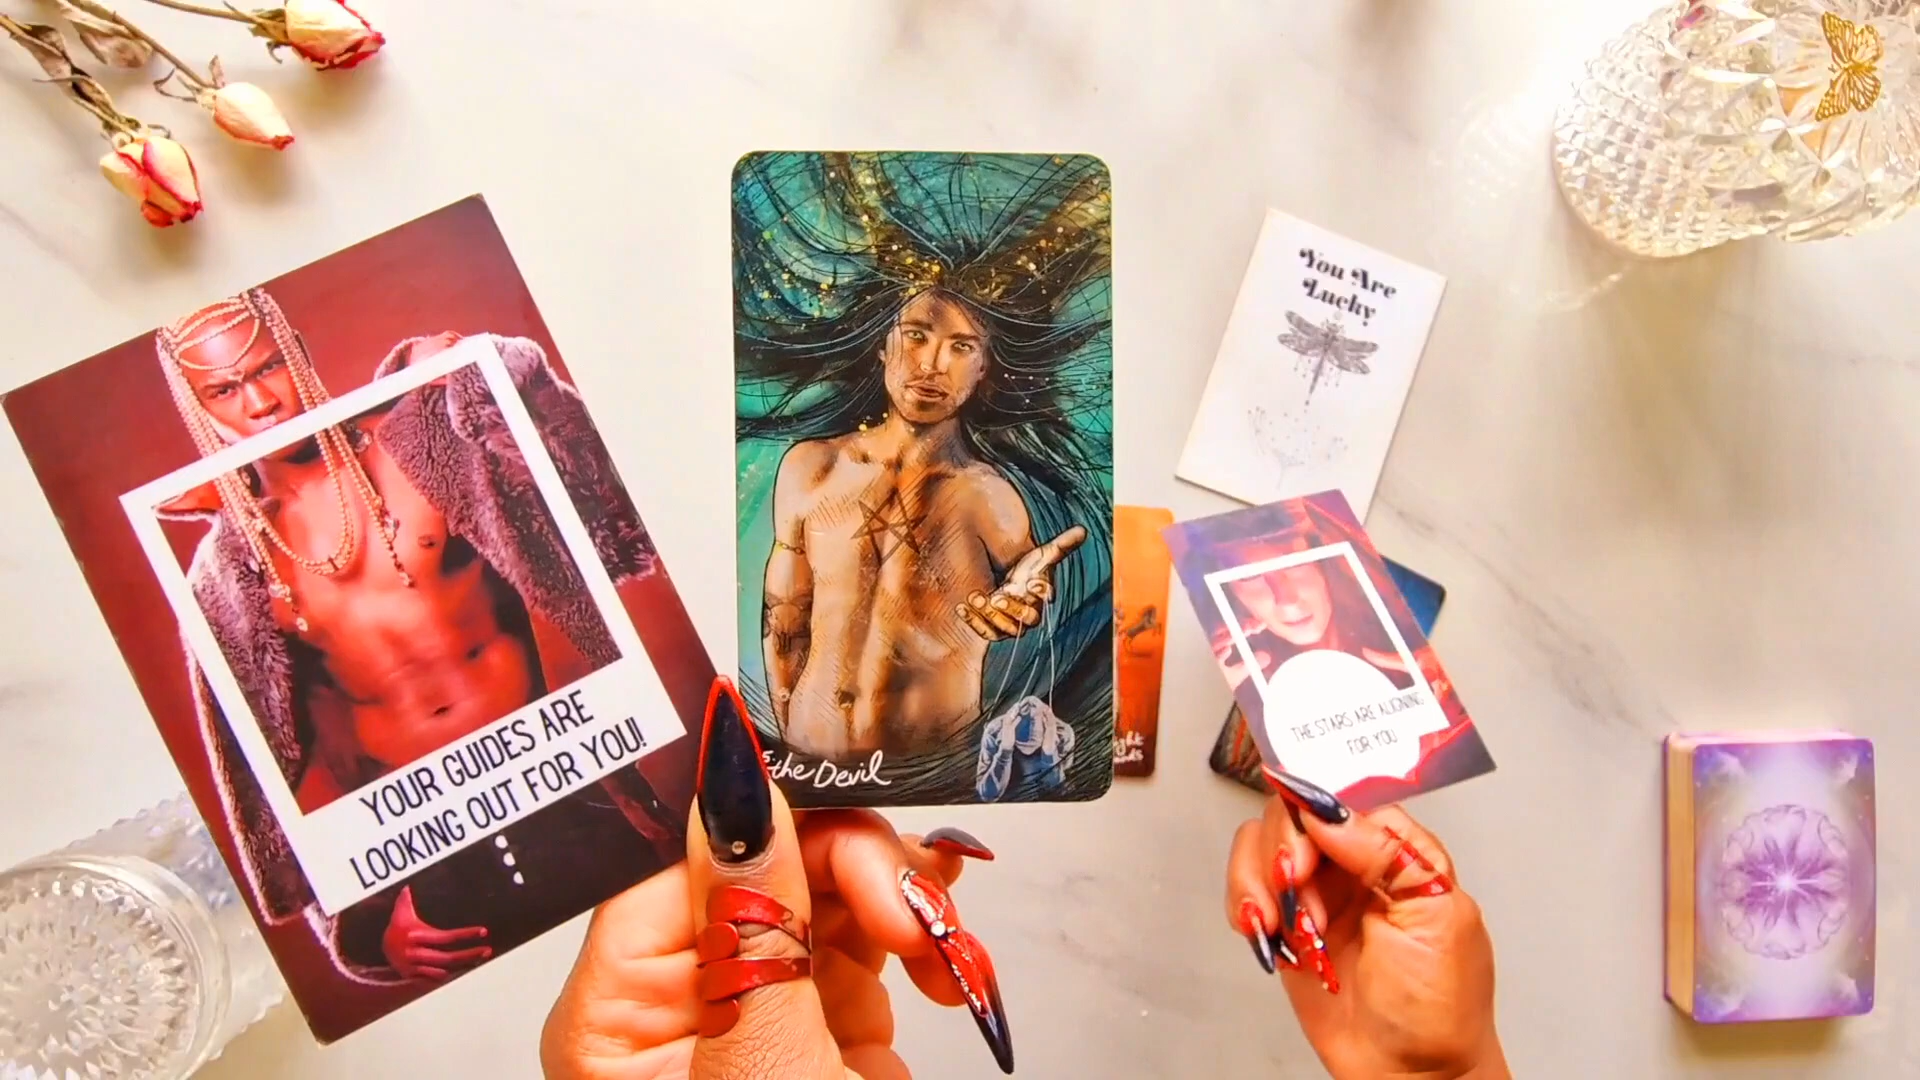 YOUR GUIDES ARE
LOOKING OUT FOR YOU!
the Devil
You Are
Lucky
THE STARS ARE ALIGNING
FOR YOU